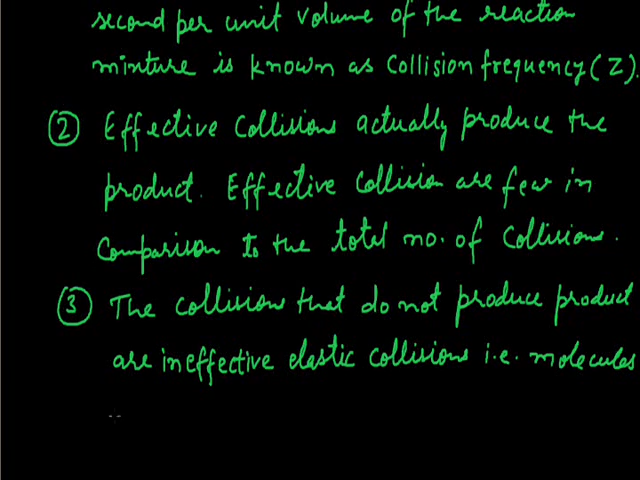 second per unit volume of the reaction
mixture is known as Collision frequency (Z).
② Effective Collisions actually produce the
product. Effective Collision are few in
Comparison to the total no. of Collisions.
③ The collisions that do not produce product
are ineffective elastic collisions i.e. molecules